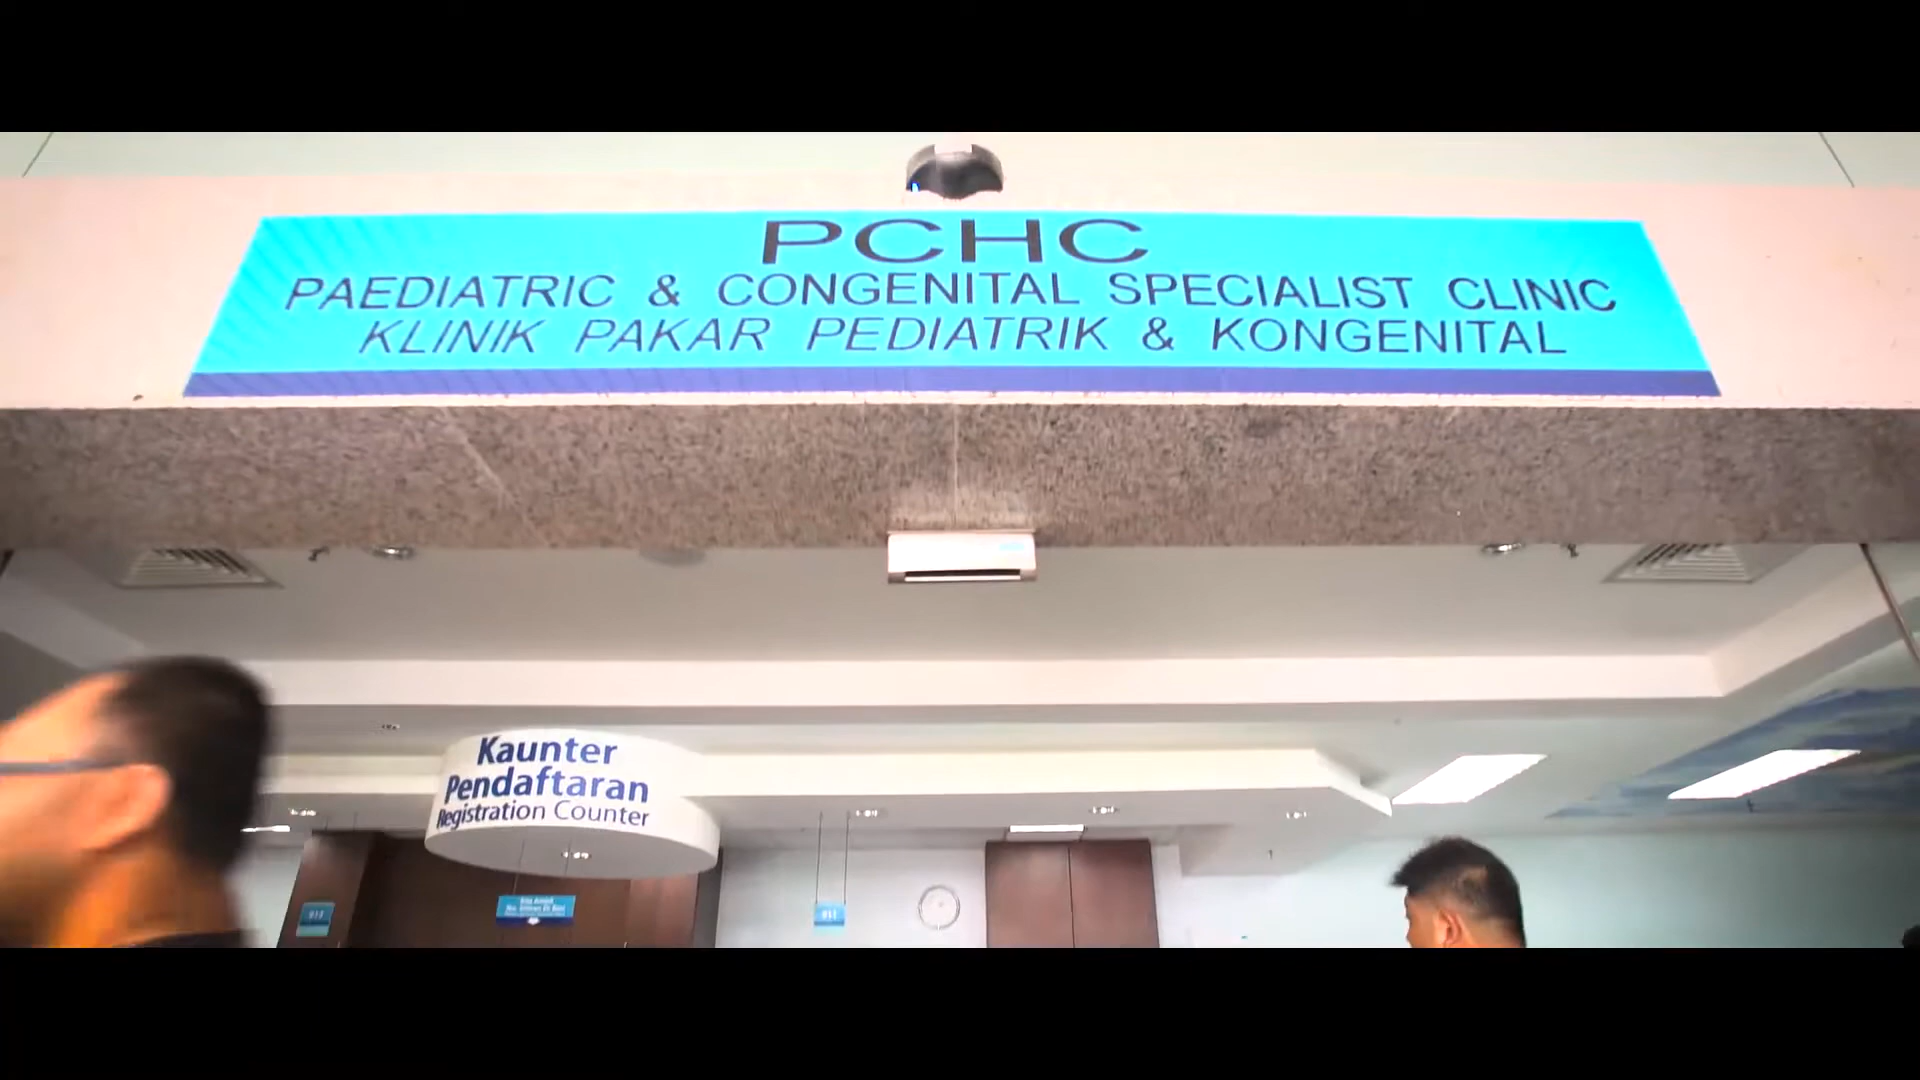 PCHC
PAEDIATRIC & CONGENITAL SPECIALIST CLINIC
KLINIK PAKAR PEDIATRIK & KONGENITAL
Kaunter
Pendaftaran
Registration Counter